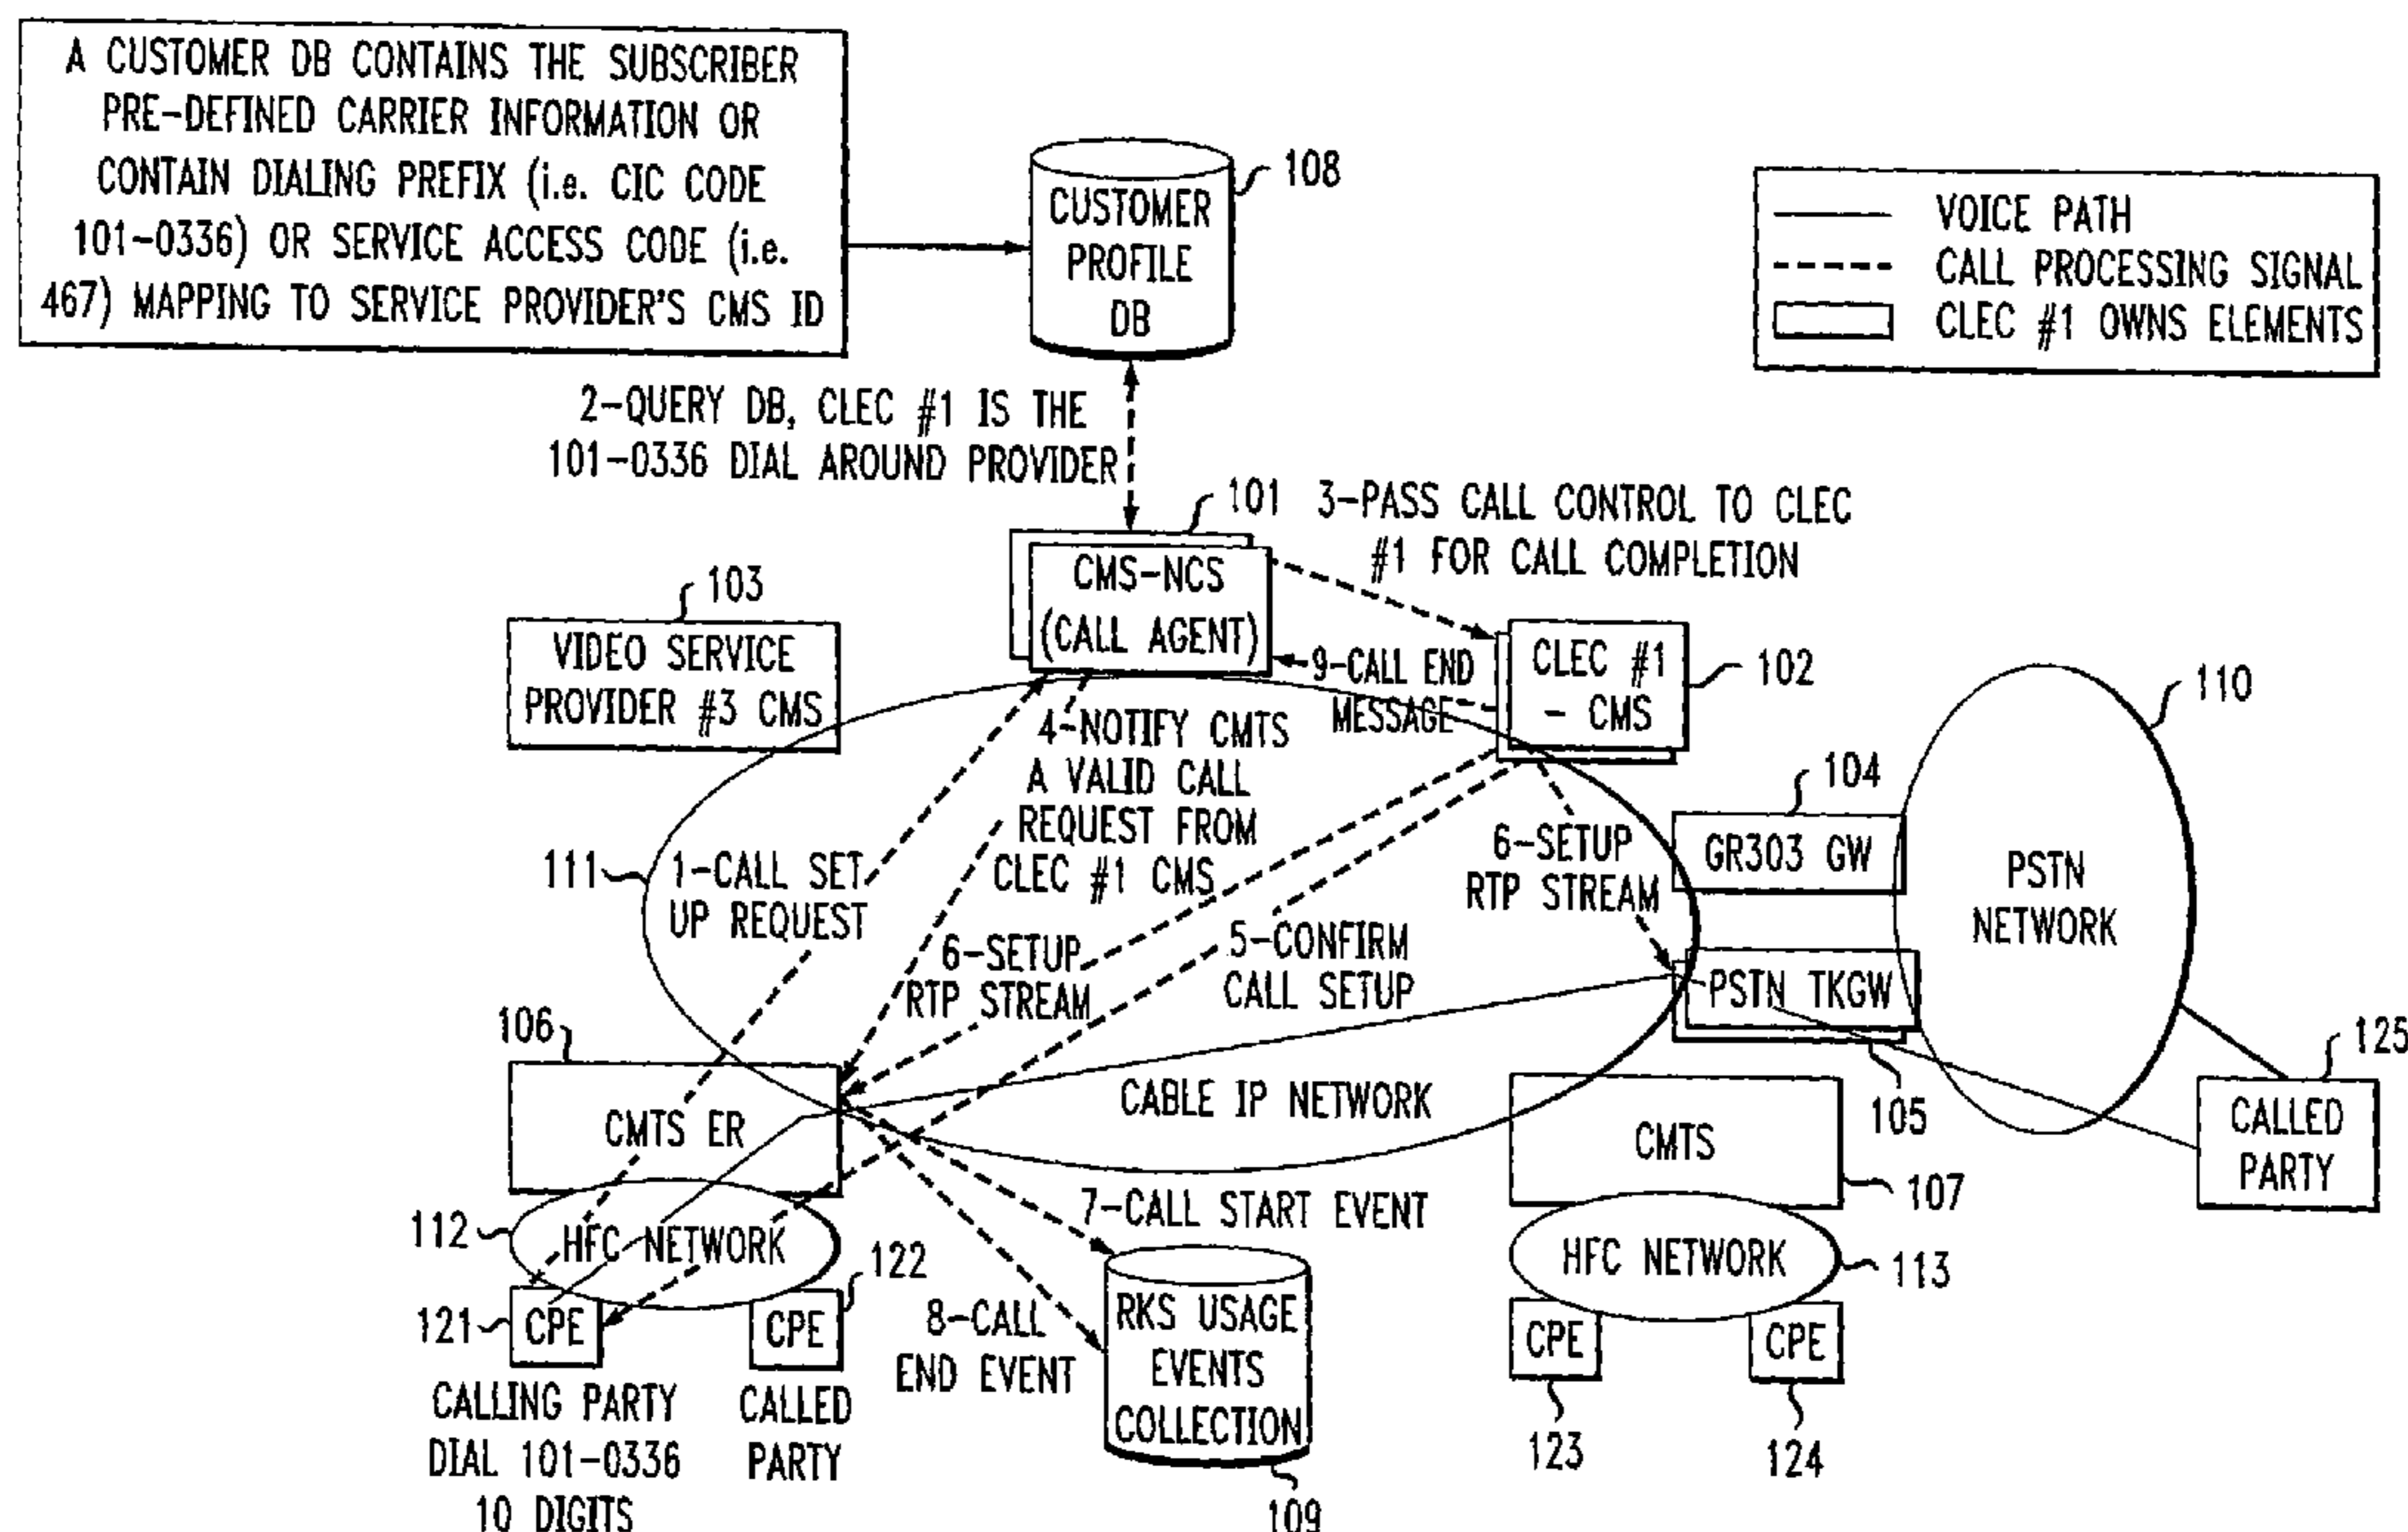 A CUSTOMER DB CONTAINS THE SUBSCRIBER
PRE-DEFINED CARRIER INFORMATION OR
CONTAIN DIALING PREFIX (i.e. CIC CODE
101-0336) OR SERVICE ACCESS CODE (i.e.
467) MAPPING TO SERVICE PROVIDER'S CMS ID
108
CUSTOMER
PROFILE
DB
VOICE PATH
CALL PROCESSING SIGNAL
CLEC #1 OWNS ELEMENTS
2-QUERY DB, CLEC #1 IS THE
101-0336 DIAL AROUND PROVIDER
101
3-PASS CALL CONTROL TO CLEC
#1 FOR CALL COMPLETION
CMS-NCS
(CALL AGENT)
103
VIDEO SERVICE
PROVIDER #3 CMS
9-CALL END
MESSAGE
CLEC #1
- CMS
102
110
4-NOTIFY CMTS
A VALID CALL
REQUEST FROM
CLEC #1 CMS
104
GR303 GW
PSTN
NETWORK
111
1-CALL SET
UP REQUEST
6-SETUP
RTP STREAM
5-CONFIRM
CALL SETUP
6-SETUP
RTP STREAM
PSTN TKGW
105
106
CMTS ER
CABLE IP NETWORK
CMTS
107
125
CALLED
PARTY
112
HFC NETWORK
7-CALL START EVENT
HFC NETWORK
113
121
CPE
122
CPE
8-CALL
END EVENT
RKS USAGE
EVENTS
COLLECTION
109
CPE
123
CPE
124
CALLING PARTY
DIAL 101-0336
10 DIGITS
CALLED
PARTY